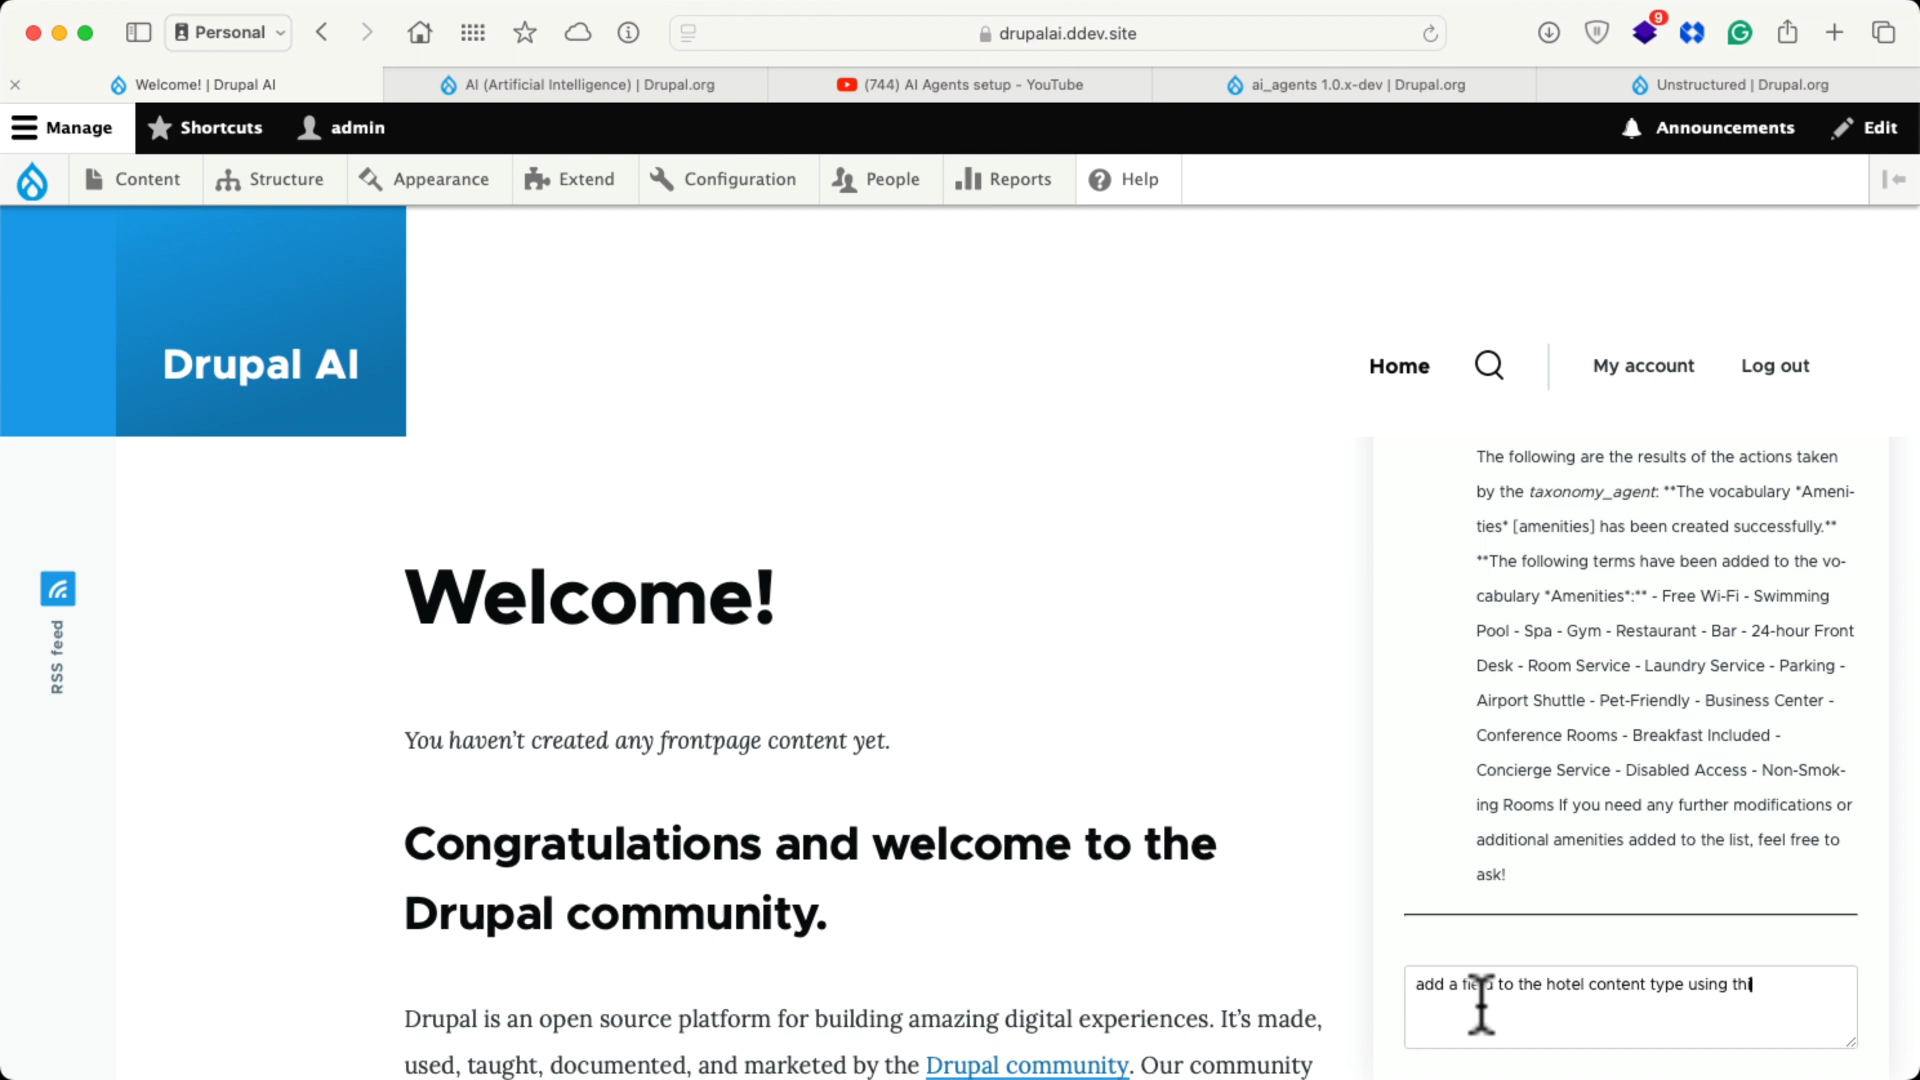 Personal
drupalai.ddev.site
9
Welcome! | Drupal AI
AI (Artificial Intelligence) | Drupal.org
(744) AI Agents setup - YouTube
ai_agents 1.0.x-dev | Drupal.org
Unstructured | Drupal.org
Manage
Shortcuts
admin
Announcements
Edit
Content
Structure
Appearance
Extend
Configuration
People
Reports
Help
Drupal AI
Home
My account
Log out
RSS feed
Welcome!
You haven't created any frontpage content yet.
Congratulations and welcome to the
Drupal community.
Drupal is an open source platform for building amazing digital experiences. It's made,
used, taught, documented, and marketed by the Drupal community. Our community
The following are the results of the actions taken
by the taxonomy_agent: **The vocabulary *Ameni-
ties* [amenities] has been created successfully.**
**The following terms have been added to the vo-
cabulary *Amenities*:** - Free Wi-Fi - Swimming
Pool - Spa - Gym - Restaurant - Bar - 24-hour Front
Desk - Room Service - Laundry Service - Parking -
Airport Shuttle - Pet-Friendly - Business Center -
Conference Rooms - Breakfast Included -
Concierge Service - Disabled Access - Non-Smok-
ing Rooms If you need any further modifications or
additional amenities added to the list, feel free to
ask!
add a field to the hotel content type using thi